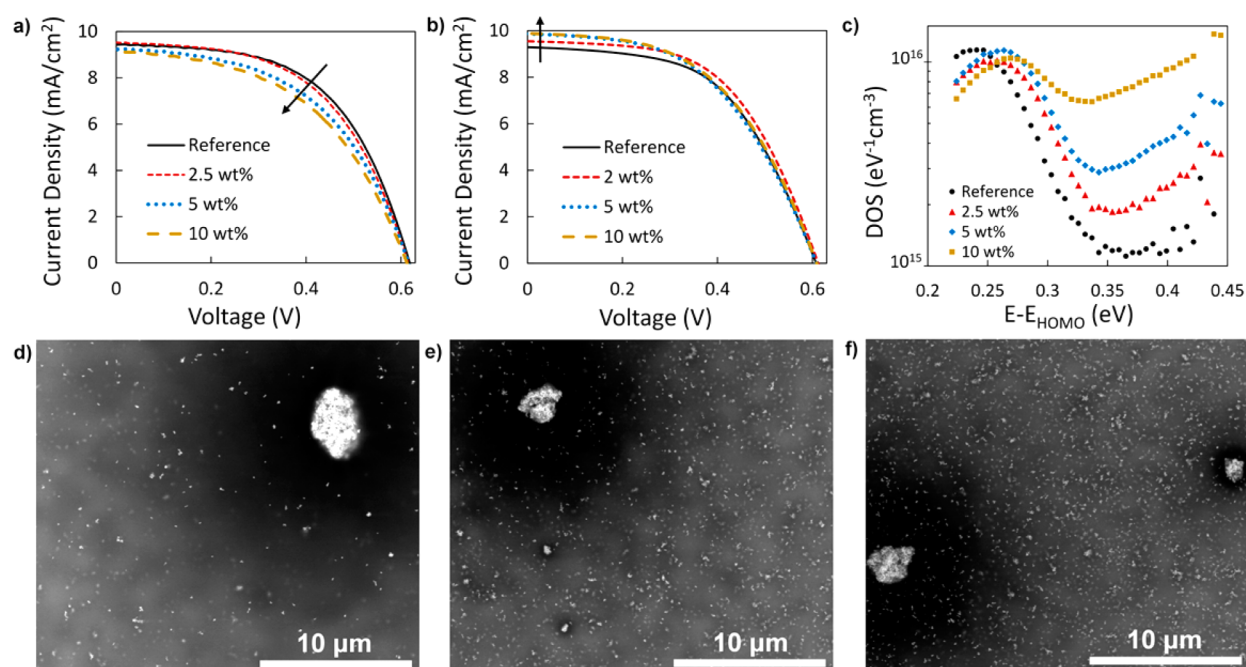 a)
Current Density (mA/cm²)
10
8
6
4
2
0
Reference
2.5 wt%
5 wt%
10 wt%
0
0.2
0.4
0.6
Voltage (V)
b)
Current Density (mA/cm²)
10
8
6
4
2
0
Reference
2 wt%
5 wt%
10 wt%
0
0.2
0.4
0.6
Voltage (V)
c)
DOS (eV⁻¹cm⁻³)
10¹⁶
10¹⁵
Reference
2.5 wt%
5 wt%
10 wt%
0.2
0.25
0.3
0.35
0.4
0.45
E-E_HOMO (eV)
d)
10 µm
e)
10 µm
f)
10 µm